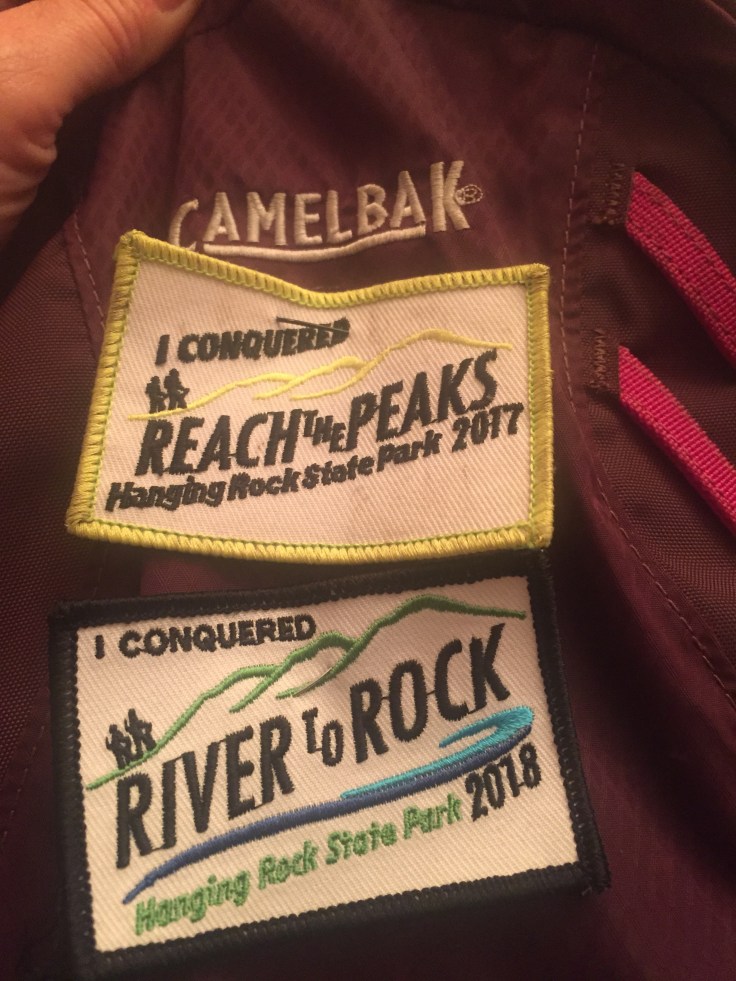 CAMELBAK
I CONQUERED
REACH THE PEAKS
Hanging Rock State Park 2017
I CONQUERED
RIVER TO ROCK
Hanging Rock State Park 2018